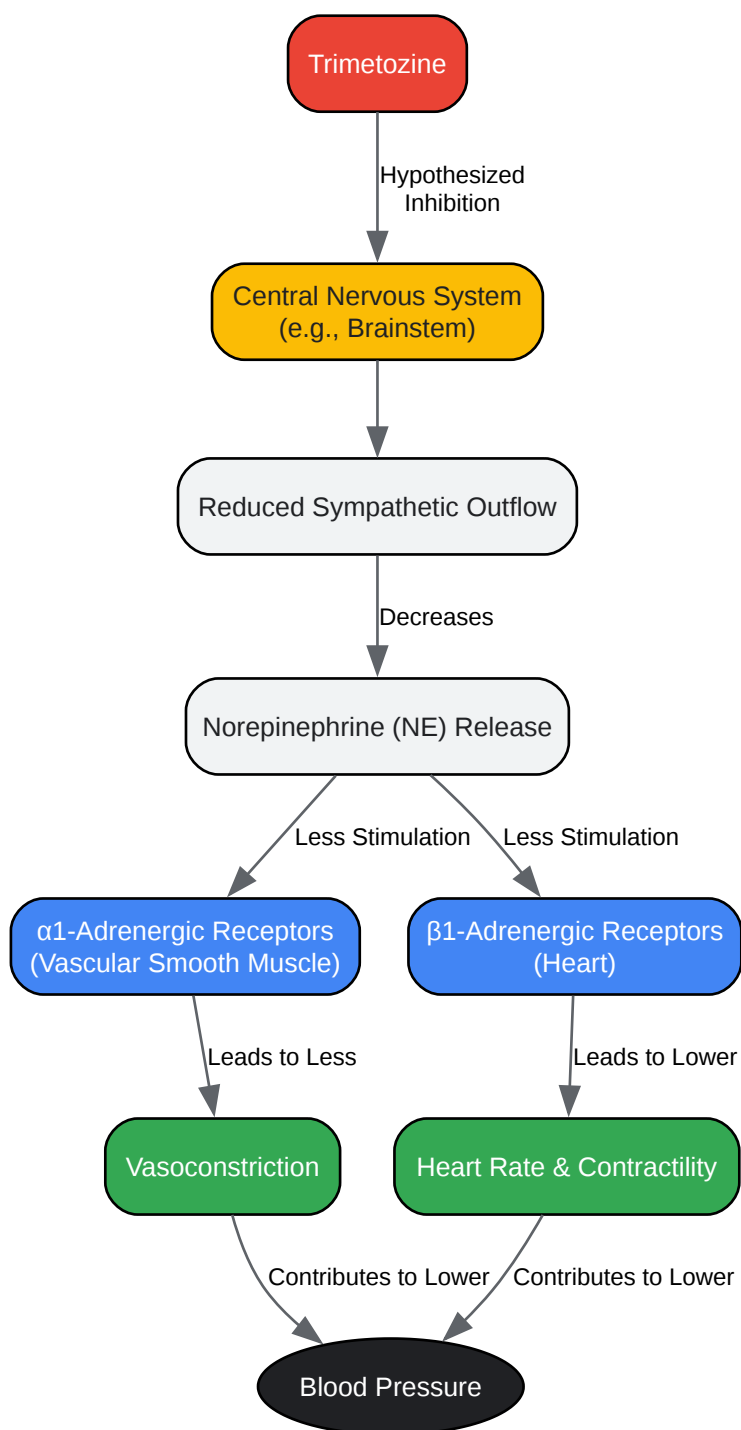 Trimetozine
Hypothesized
Inhibition
Central Nervous System
(e.g., Brainstem)
Reduced Sympathetic Outflow
Decreases
Norepinephrine (NE) Release
Less Stimulation
Less Stimulation
α1-Adrenergic Receptors
(Vascular Smooth Muscle)
β1-Adrenergic Receptors
(Heart)
Leads to Less
Leads to Lower
Vasoconstriction
Heart Rate & Contractility
Contributes to Lower
Contributes to Lower
Blood Pressure